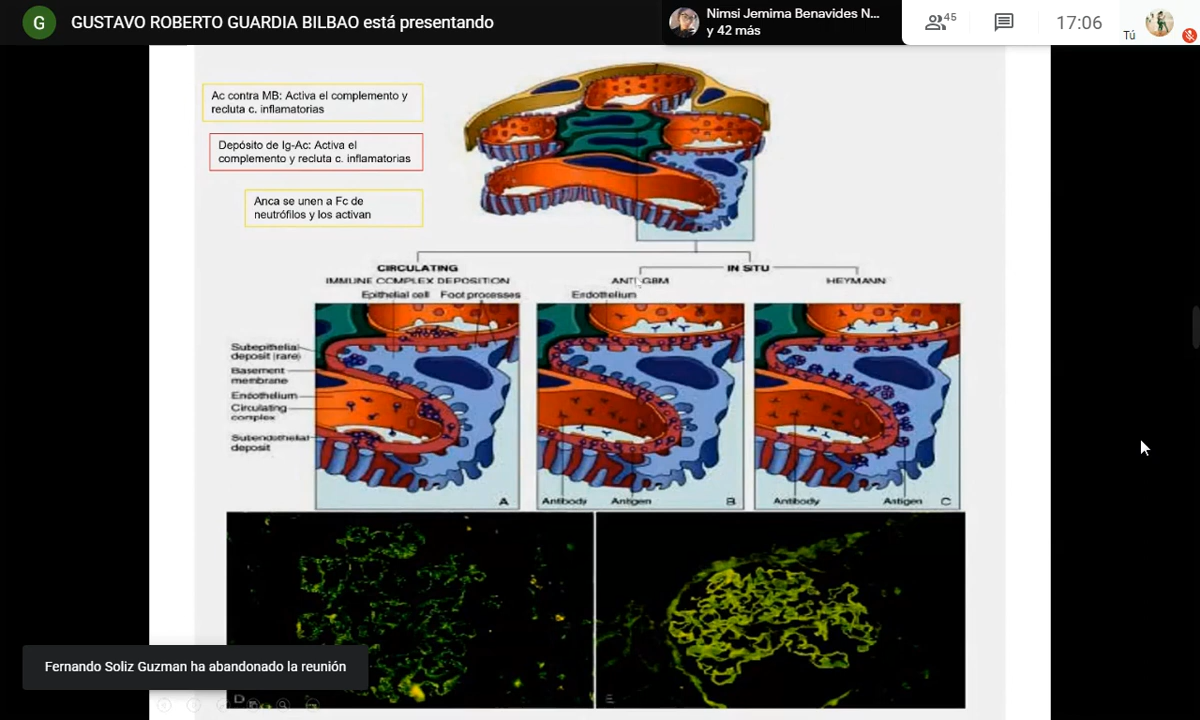 G
GUSTAVO ROBERTO GUARDIA BILBAO está presentando
Nimsi Jemima Benavides N...
y 42 más
45
17:06
Tú
Ac contra MB: Activa el complemento y
recluta c. inflamatorias
Depósito de Ig-Ac: Activa el
complemento y recluta c. inflamatorias
Anca se unen a Fc de
neutrófilos y los activan
CIRCULATING
IMMUNE COMPLEX DEPOSITION
IN SITU
ANTI-GBM
HEYMANN
Epithelial cell
Foot processes
Endothelium
Subepithelial
deposit (rare)
Basement
membrane
Endothelium
Circulating
complex
Subendothelial
deposit
A
Antibody
Antigen
B
Antibody
Antigen
C
D
E
Fernando Soliz Guzman ha abandonado la reunión